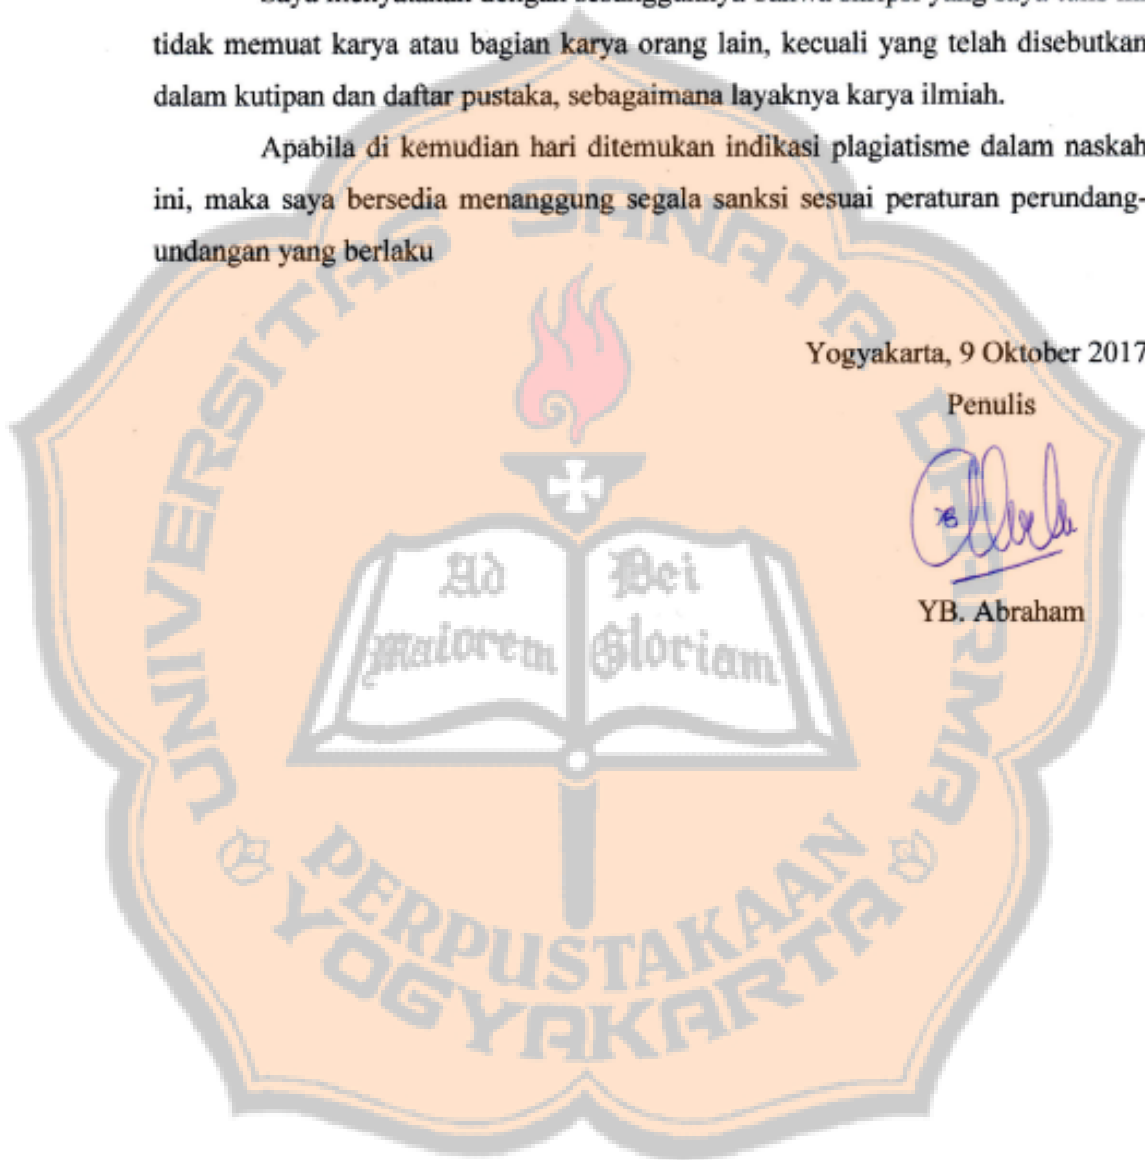 tidak memuat karya atau bagian karya orang lain, kecuali yang telah disebutkan
dalam kutipan dan daftar pustaka, sebagaimana layaknya karya ilmiah.
Apabila di kemudian hari ditemukan indikasi plagiatisme dalam naskah
ini, maka saya bersedia menanggung segala sanksi sesuai peraturan perundang-
undangan yang berlaku
Yogyakarta, 9 Oktober 2017
Penulis
YB. Abraham
UNIVERSITAS SANATA DHARMA
Ad Dei
Maiorem Gloriam
PERPUSTAKAAN
YOGYAKARTA